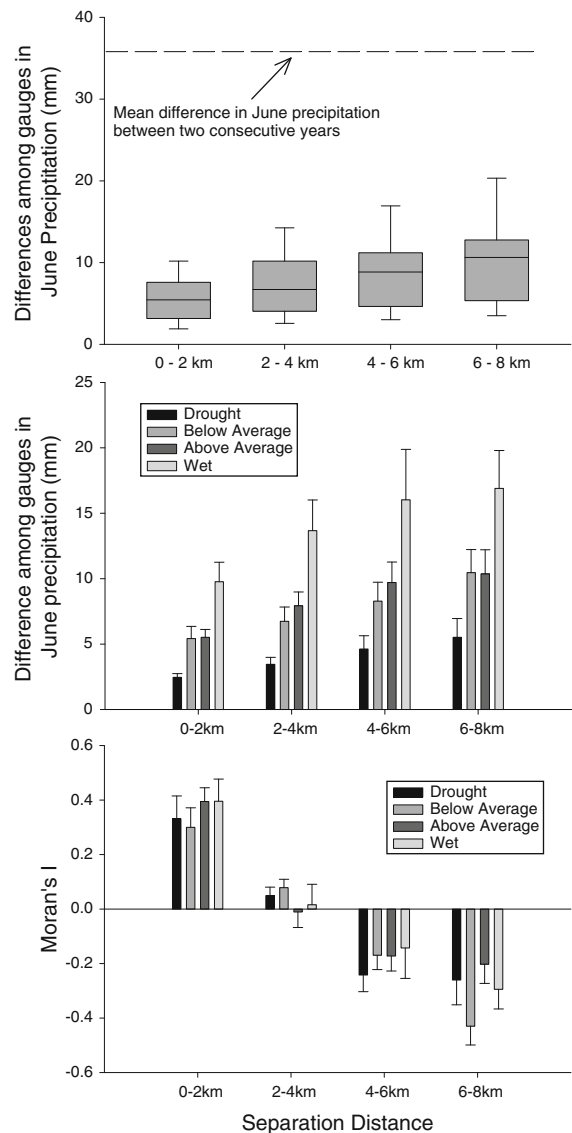 Differences among gauges in
June Preciptitation (mm)
40
30
20
10
0
Mean difference in June precipitation
between two consecutive years
0 - 2 km
2 - 4 km
4 - 6 km
6 - 8 km
Difference among gauges in
June precipitation (mm)
25
20
15
10
5
0
Drought
Below Average
Above Average
Wet
0-2km
2-4km
4-6km
6-8km
Moran's I
0.6
0.4
0.2
0.0
-0.2
-0.4
-0.6
Drought
Below Average
Above Average
Wet
0-2km
2-4km
4-6km
6-8km
Separation Distance